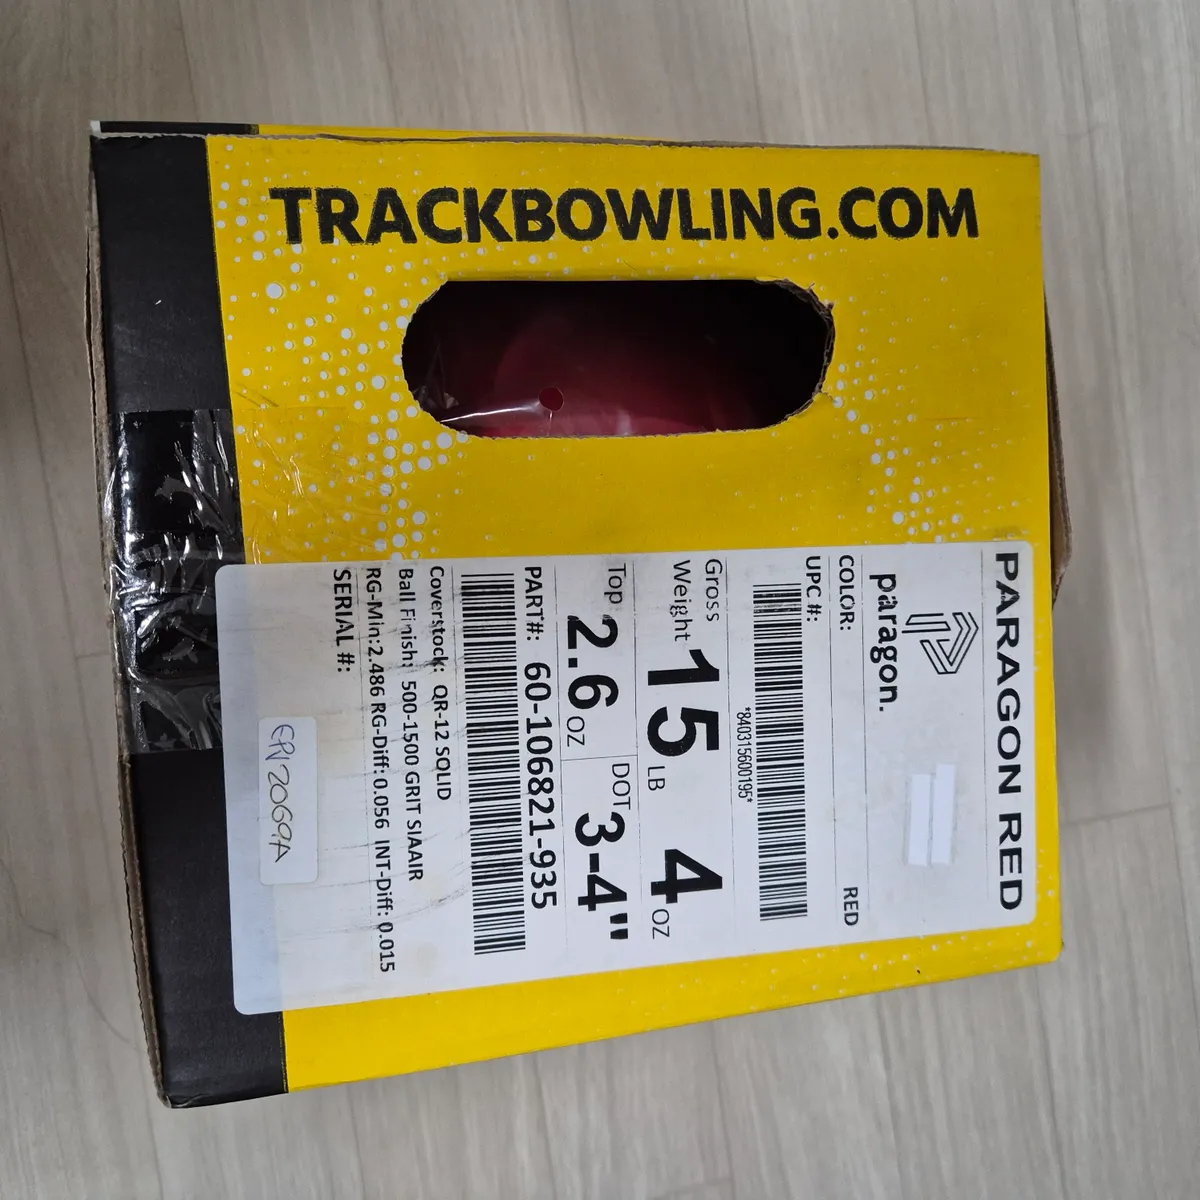 TRACKBOWLING.COM
PARAGON RED
paragon.
COLOR: RED
UPC #:
*840315600195*
Gross Weight 15 LB 4 OZ
Top: 2.6 OZ DOT 3-4"
PART#: 60-106821-935
Coverstock: QR-12 SOLID
Ball Finish: 500-1500 GRIT SIAAIR
RG-Min:2.486 RG-Diff: 0.056 INT-Diff: 0.015
SERIAL #:
2069A